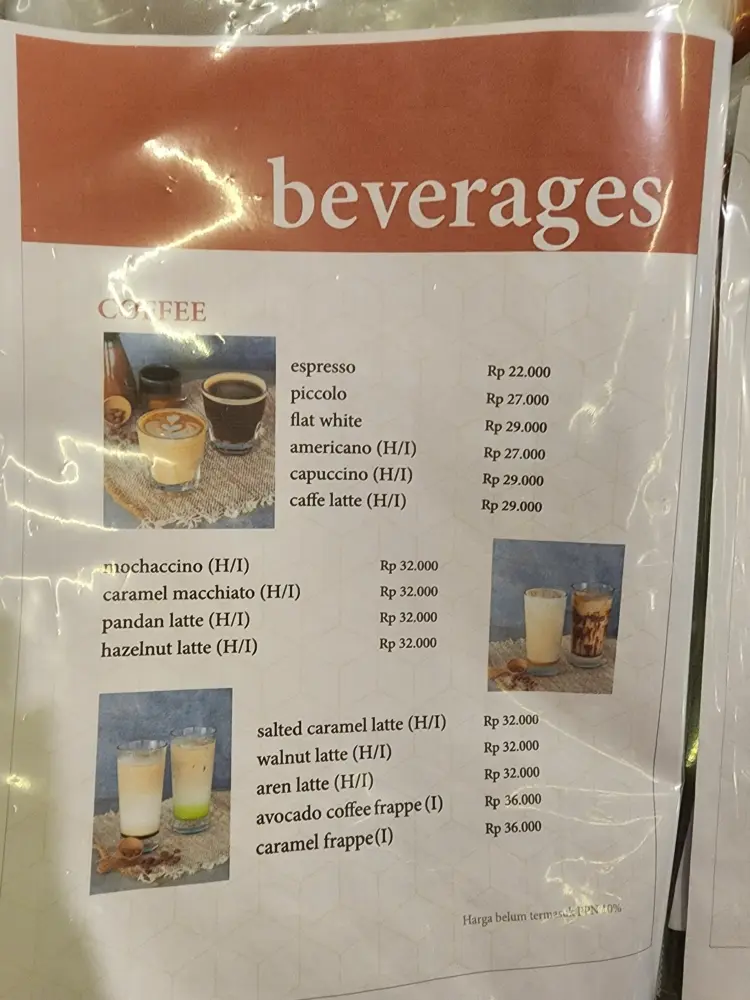 beverages
COFFEE
espresso Rp 22.000
piccolo Rp 27.000
flat white Rp 29.000
americano (H/I) Rp 27.000
capuccino (H/I) Rp 29.000
caffe latte (H/I) Rp 29.000
mochaccino (H/I) Rp 32.000
caramel macchiato (H/I) Rp 32.000
pandan latte (H/I) Rp 32.000
hazelnut latte (H/I) Rp 32.000
salted caramel latte (H/I) Rp 32.000
walnut latte (H/I) Rp 32.000
aren latte (H/I) Rp 32.000
avocado coffee frappe (I) Rp 36.000
caramel frappe (I) Rp 36.000
Harga belum termasuk PPN 10%